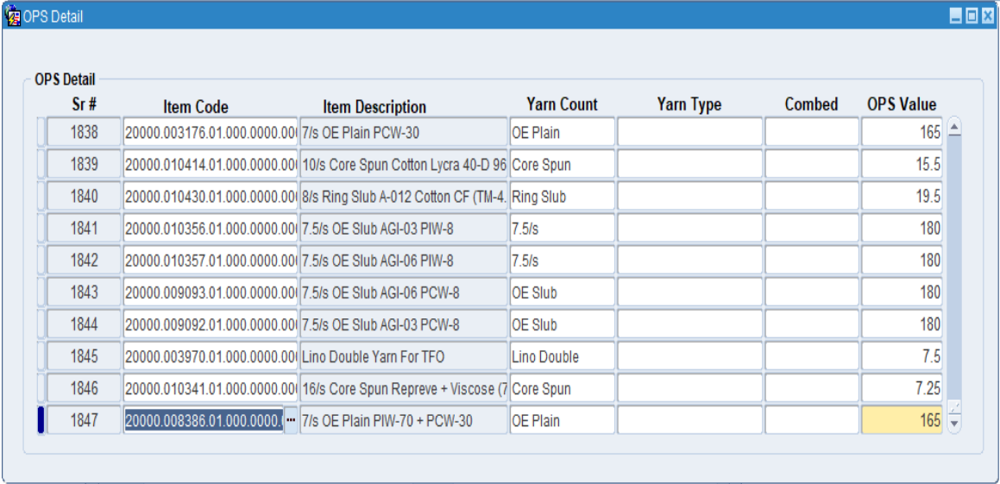 OPS Detail
OPS Detail
Sr # Item Code Item Description Yarn Count Yarn Type Combed OPS Value
1838 20000.003176.01.000.0000.00 7/s OE Plain PCW-30 OE Plain 165
1839 20000.010414.01.000.0000.00 10/s Core Spun Cotton Lycra 40-D 96 Core Spun 15.5
1840 20000.010430.01.000.0000.00 8/s Ring Slub A-012 Cotton CF (TM-4. Ring Slub 19.5
1841 20000.010356.01.000.0000.00 7.5/s OE Slub AGI-03 PIW-8 7.5/s 180
1842 20000.010357.01.000.0000.00 7.5/s OE Slub AGI-06 PIW-8 7.5/s 180
1843 20000.009093.01.000.0000.00 7.5/s OE Slub AGI-06 PCW-8 OE Slub 180
1844 20000.009092.01.000.0000.00 7.5/s OE Slub AGI-03 PCW-8 OE Slub 180
1845 20000.003970.01.000.0000.00 Lino Double Yarn For TFO Lino Double 7.5
1846 20000.010341.01.000.0000.00 16/s Core Spun Repreve + Viscose (7 Core Spun 7.25
1847 20000.008386.01.000.0000. ... 7/s OE Plain PIW-70 + PCW-30 OE Plain 165